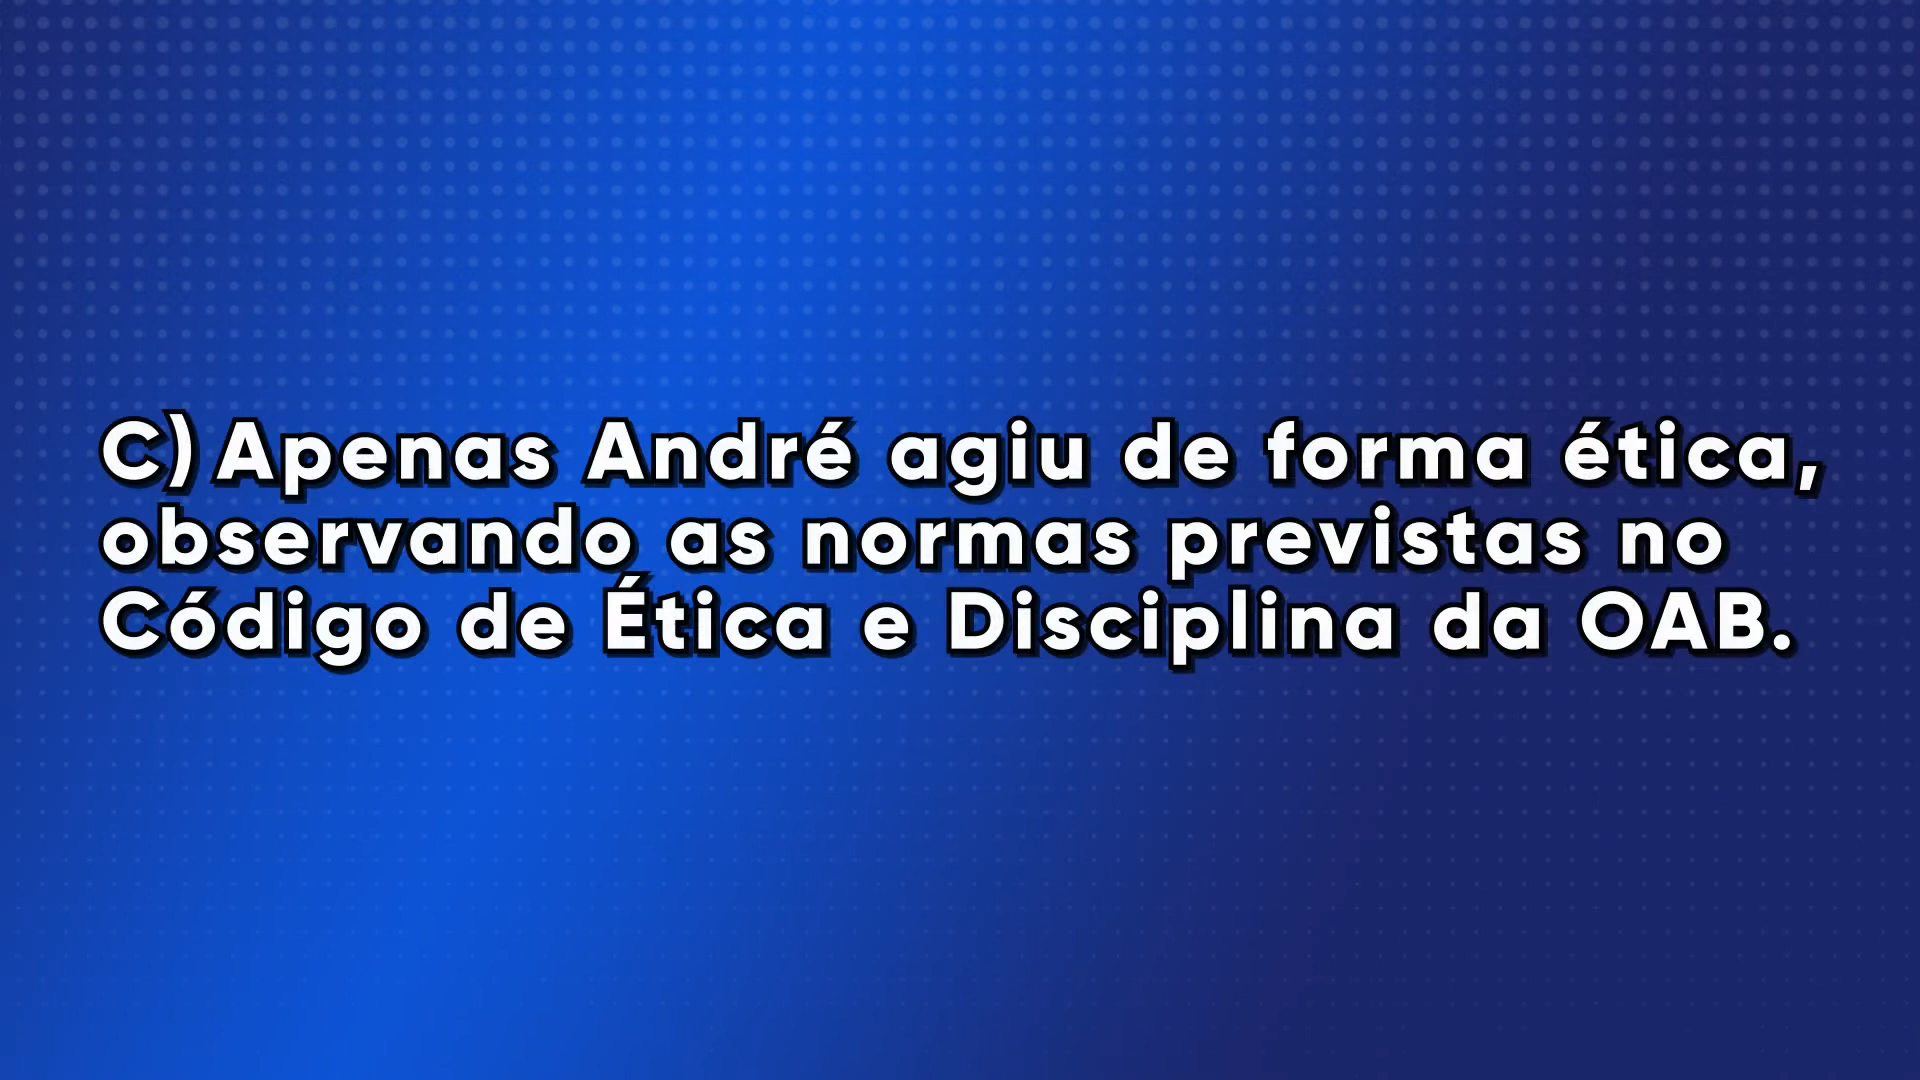 C) Apenas André agiu de forma ética,
observando as normas previstas no
Código de Ética e Disciplina da OAB.